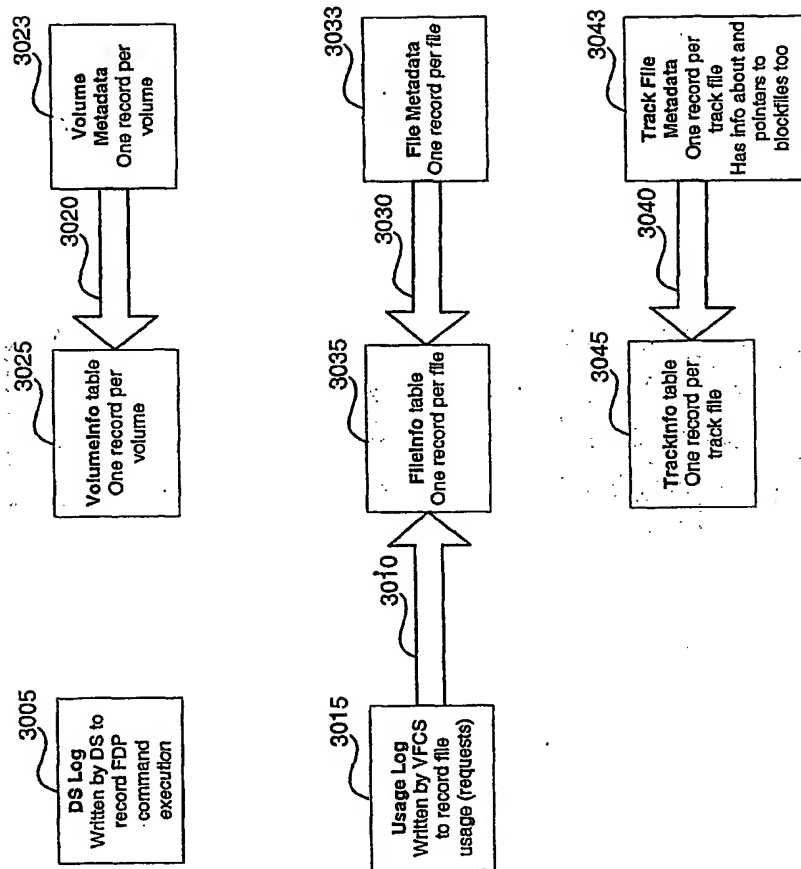 3023
Volume
Metadata
One record per
volume
3020
3025
VolumeInfo table
One record per
volume
3005
DS Log
Written by DS to
record FDP
command
execution
3033
File Metadata
One record per file
3030
3035
FileInfo table
One record per file
3010
3015
Usage Log
Written by VFCS
to record file
usage (requests)
3043
Track File
Metadata
One record per
track file
Has info about and
pointers to
blockfiles too
3040
3045
TrackInfo table
One record per
track file